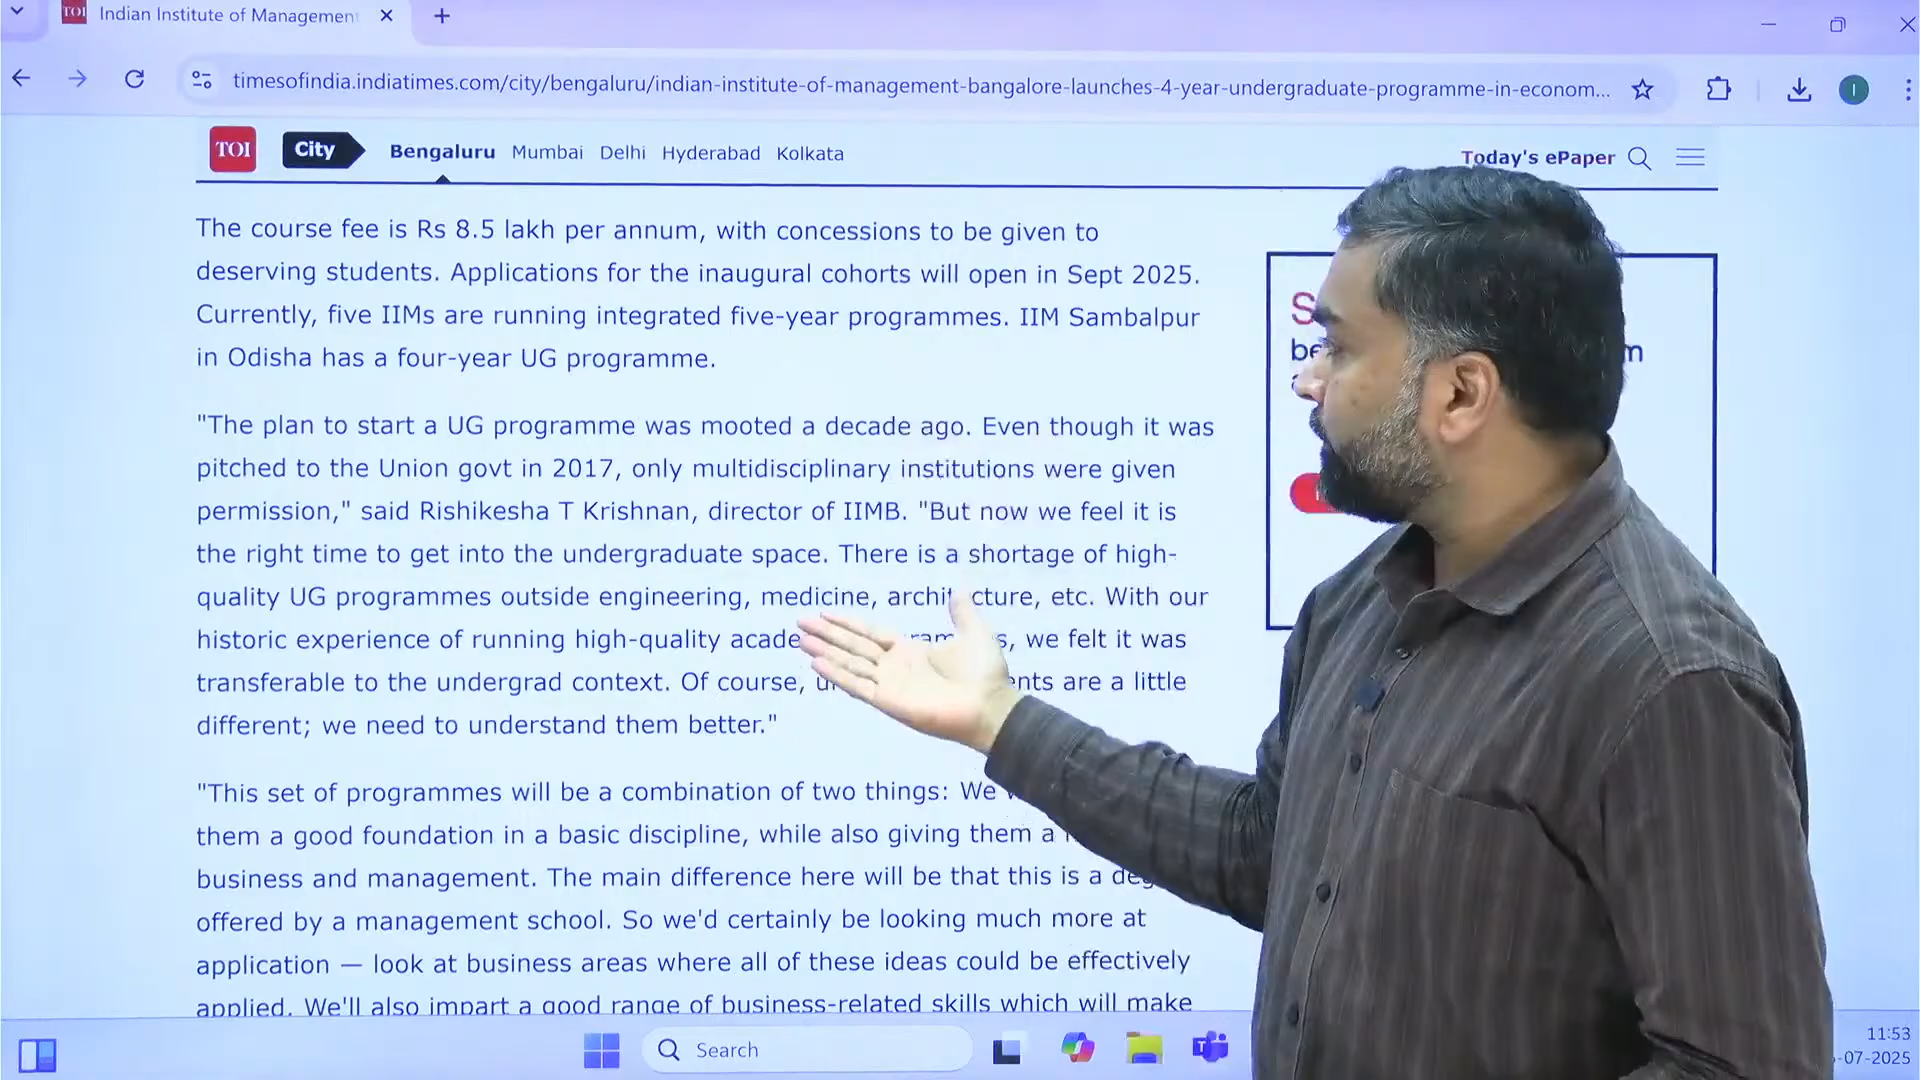 TOI Indian Institute of Managemen
timesofindia.indiatimes.com/city/bengaluru/indian-institute-of-management-bangalore-launches-4-year-undergraduate-programme-in-econom...
I
TOI City Bengaluru Mumbai Delhi Hyderabad Kolkata Today's ePaper
The course fee is Rs 8.5 lakh per annum, with concessions to be given to
deserving students. Applications for the inaugural cohorts will open in Sept 2025.
Currently, five IIMs are running integrated five-year programmes. IIM Sambalpur
in Odisha has a four-year UG programme.
"The plan to start a UG programme was mooted a decade ago. Even though it was
pitched to the Union govt in 2017, only multidisciplinary institutions were given
permission," said Rishikesha T Krishnan, director of IIMB. "But now we feel it is
the right time to get into the undergraduate space. There is a shortage of high-
quality UG programmes outside engineering, medicine, etc. With our
historic experience of running high-quality we felt it was
transferable to the undergrad context. Of course, are a little
different; we need to understand them better."
"This set of programmes will be a combination of two things: We
them a good foundation in a basic discipline, while also giving them a
business and management. The main difference here will be that this is a
offered by a management school. So we'd certainly be looking much more at
application — look at business areas where all of these ideas could be effectively
applied. We'll also impart a good range of business-related skills which will make
Search
11:53
-07-2025